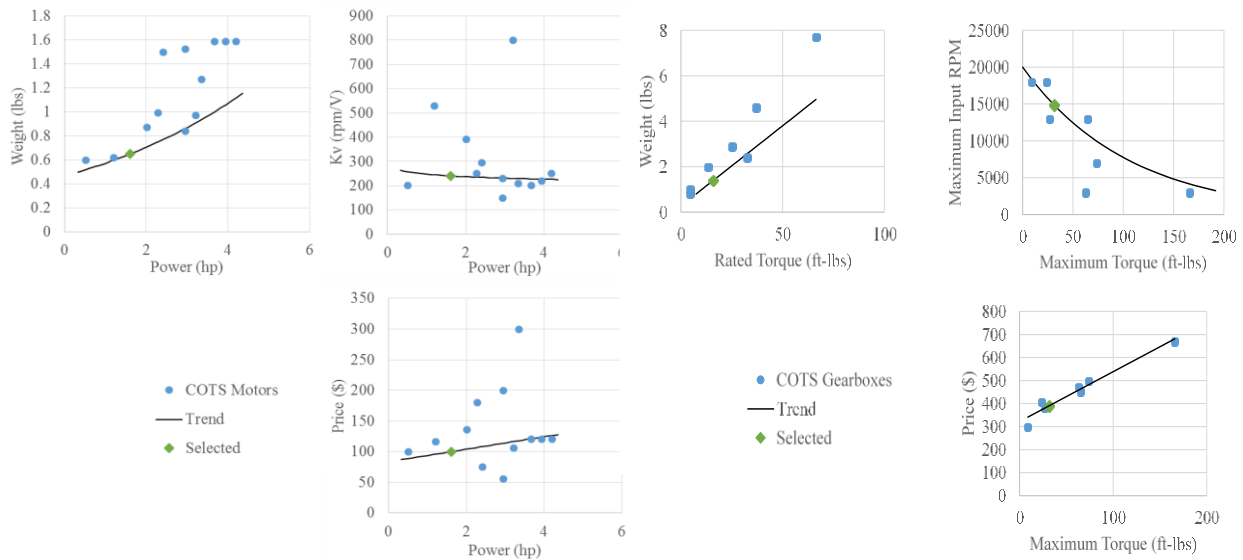 1.8
1.6
1.4
1.2
1
0.8
0.6
0.4
0.2
0
Weight (lbs)
0 2 4 6
Power (hp)
900
800
700
600
500
400
300
200
100
0
Kv (rpm/V)
0 2 4 6
Power (hp)
8
6
4
2
0
Weight (lbs)
0 50 100
Rated Torque (ft-lbs)
25000
20000
15000
10000
5000
0
Maximum Input RPM
0 50 100 150 200
Maximum Torque (ft-lbs)
COTS Motors
Trend
Selected
350
300
250
200
150
100
50
0
Price ($)
0 2 4 6
Power (hp)
COTS Gearboxes
Trend
Selected
800
700
600
500
400
300
200
100
0
Price ($)
0 100 200
Maximum Torque (ft-lbs)